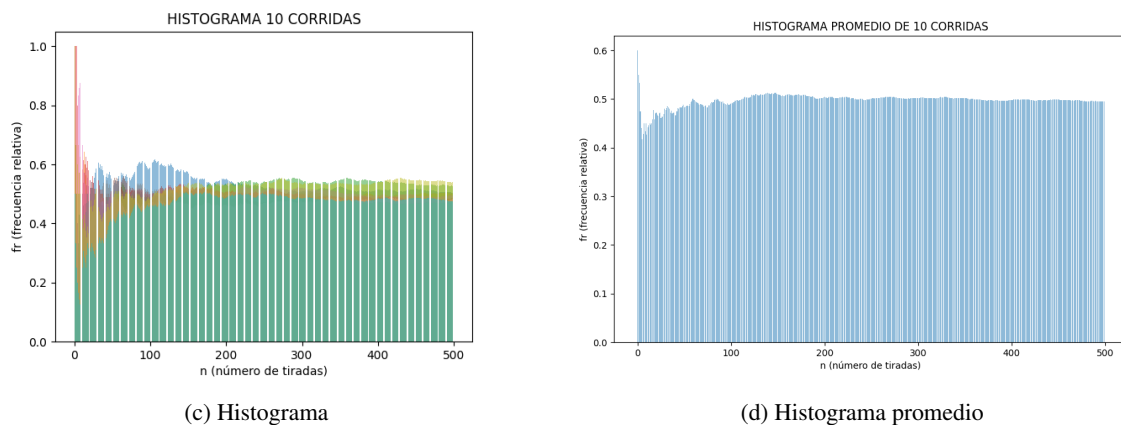 HISTOGRAMA 10 CORRIDAS
1.0
0.8
0.6
0.4
0.2
0.0
fr (frecuencia relativa)
0 100 200 300 400 500
n (número de tiradas)
(c) Histograma
HISTOGRAMA PROMEDIO DE 10 CORRIDAS
0.6
0.5
0.4
0.3
0.2
0.1
0.0
fr (frecuencia relativa)
0 100 200 300 400 500
n (número de tiradas)
(d) Histograma promedio